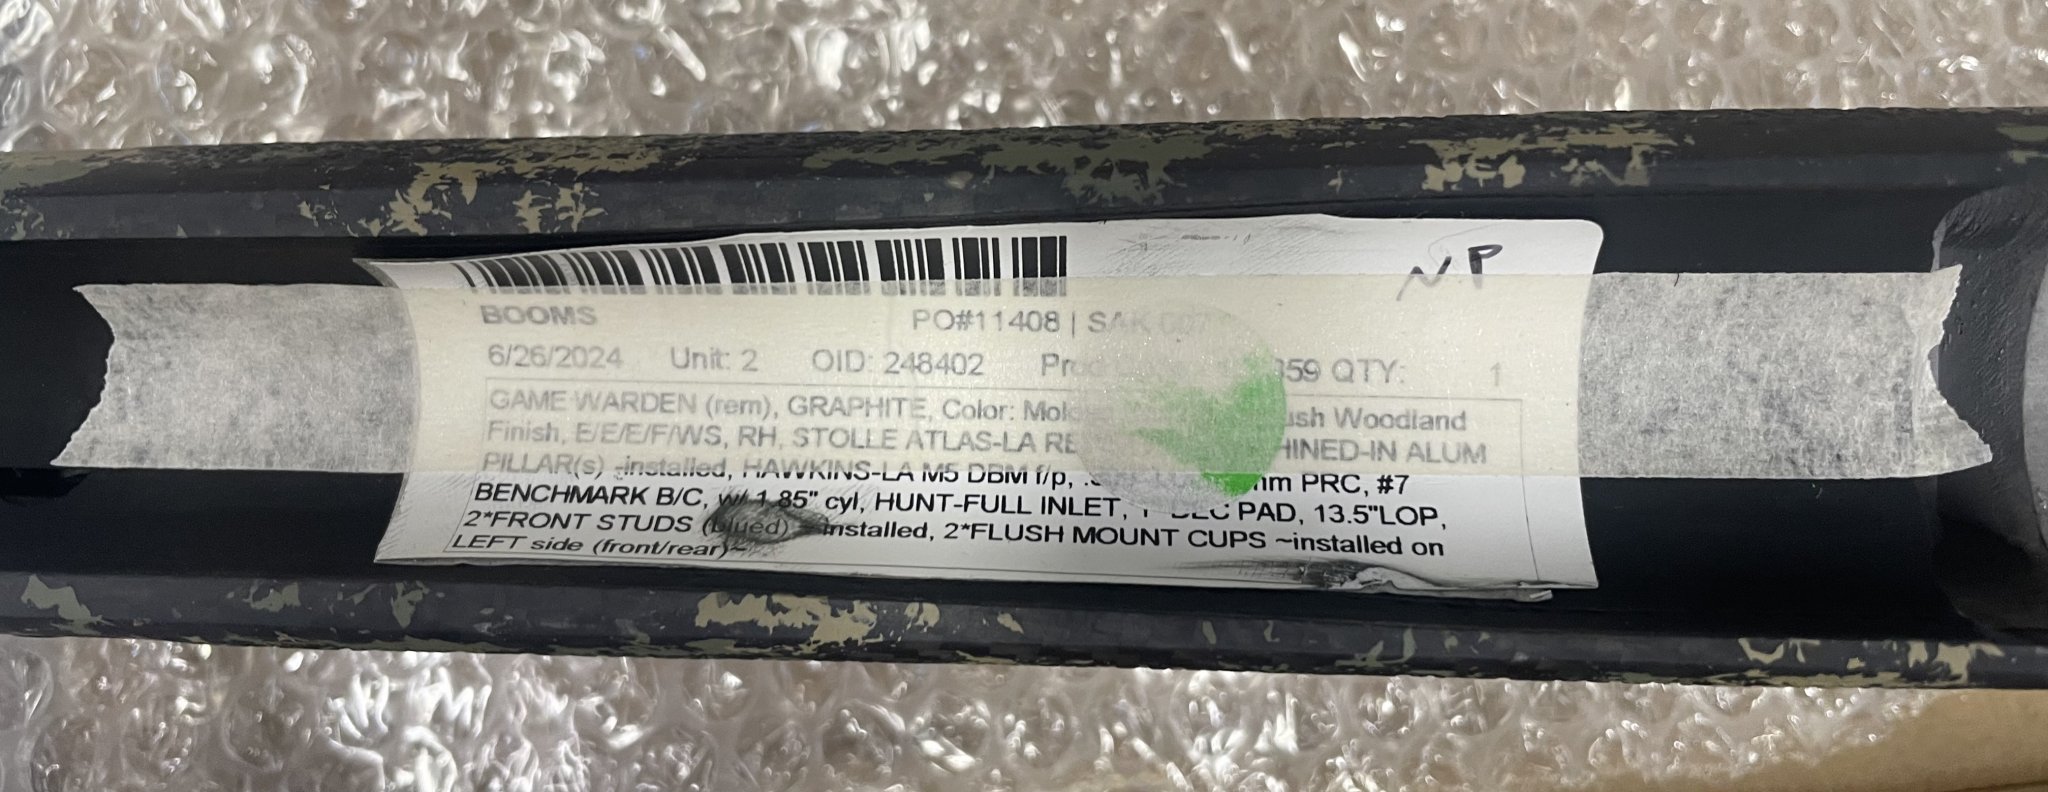 NP
BOOMS PO#11408 | SAK
6/26/2024 Unit: 2 OID: 248402 359 QTY: 1
GAME WARDEN (rem), GRAPHITE, Color: Woodland
Finish, E/E/E/F/WS, RH, STOLLE ATLAS-LA ALUM
PILLAR(s) ~installed, HAWKINS-LA M5 DBM f/p, PRC, #7
BENCHMARK B/C, w/ 1.85" cyl, HUNT-FULL INLET, PAD, 13.5"LOP,
2*FRONT STUDS (blued) ~installed, 2*FLUSH MOUNT CUPS ~installed on
LEFT side (front/rear)~